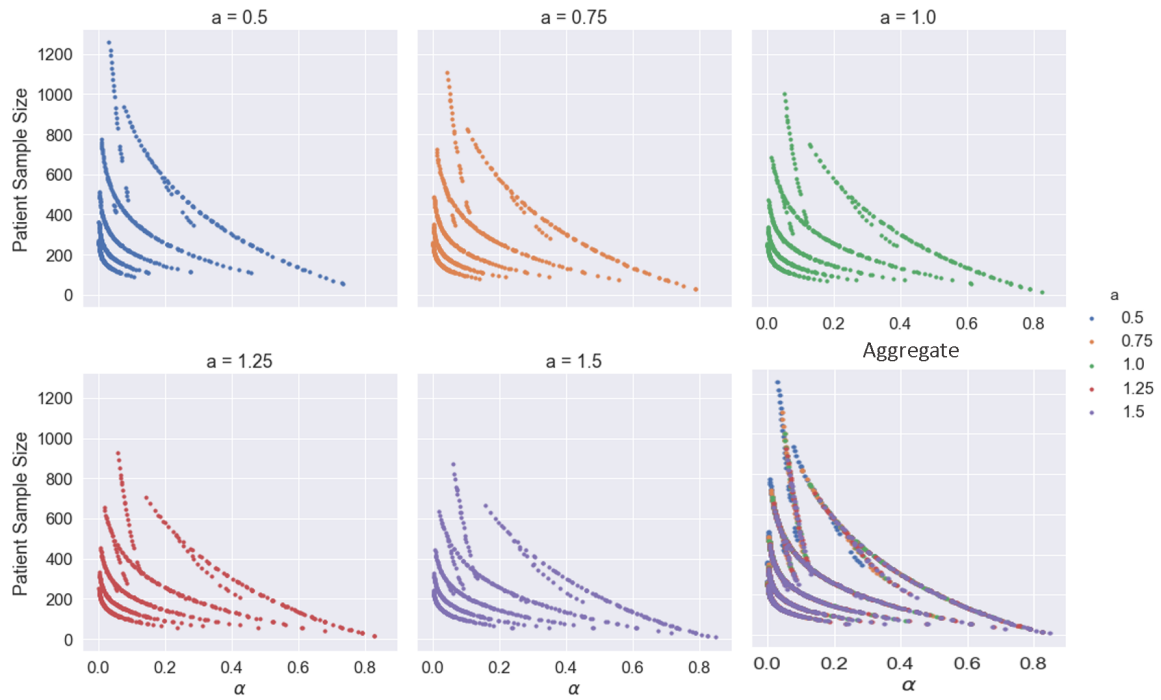 a = 0.5
a = 0.75
a = 1.0
Patient Sample Size
1200
1000
800
600
400
200
0
0.0 0.2 0.4 0.6 0.8
Aggregate
a
0.5
0.75
1.0
1.25
1.5
a = 1.25
a = 1.5
Patient Sample Size
1200
1000
800
600
400
200
0
0.0 0.2 0.4 0.6 0.8
α
0.0 0.2 0.4 0.6 0.8
α
0.0 0.2 0.4 0.6 0.8
α